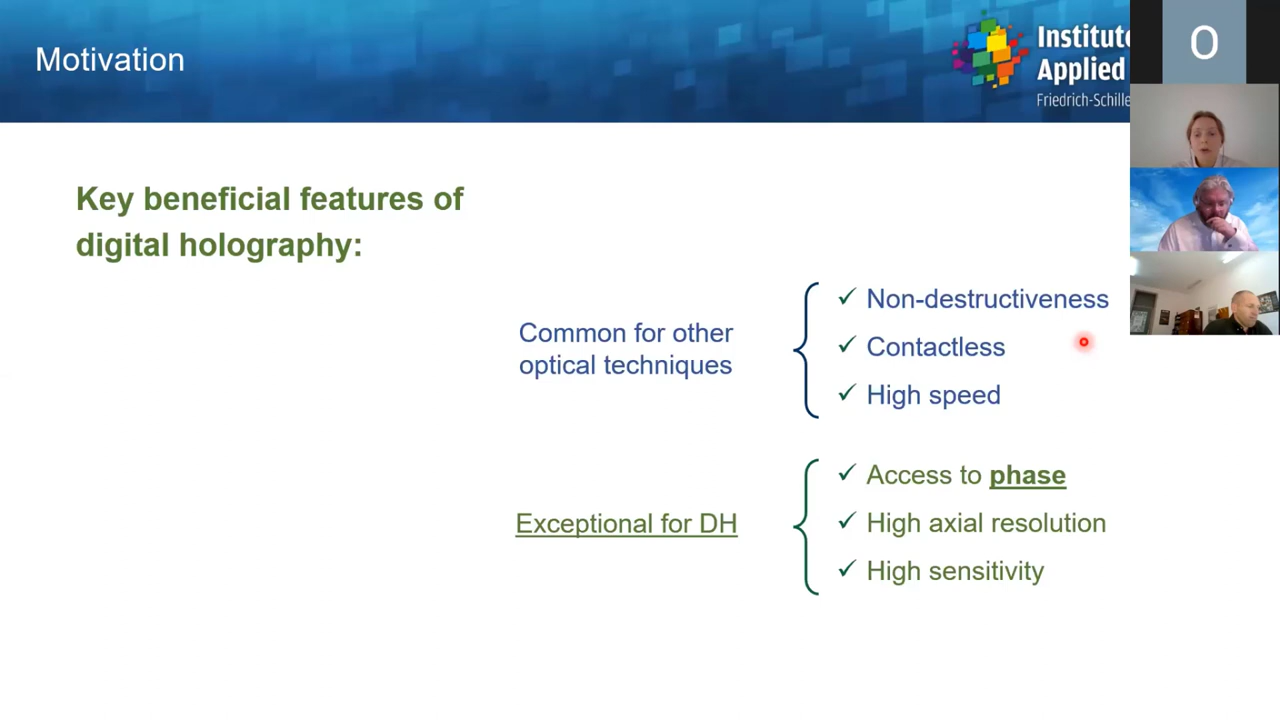 Motivation
Institute
Applied
Friedrich-Schille
O
Key beneficial features of
digital holography:
Common for other
optical techniques
✓ Non-destructiveness
✓ Contactless
✓ High speed
Exceptional for DH
✓ Access to phase
✓ High axial resolution
✓ High sensitivity